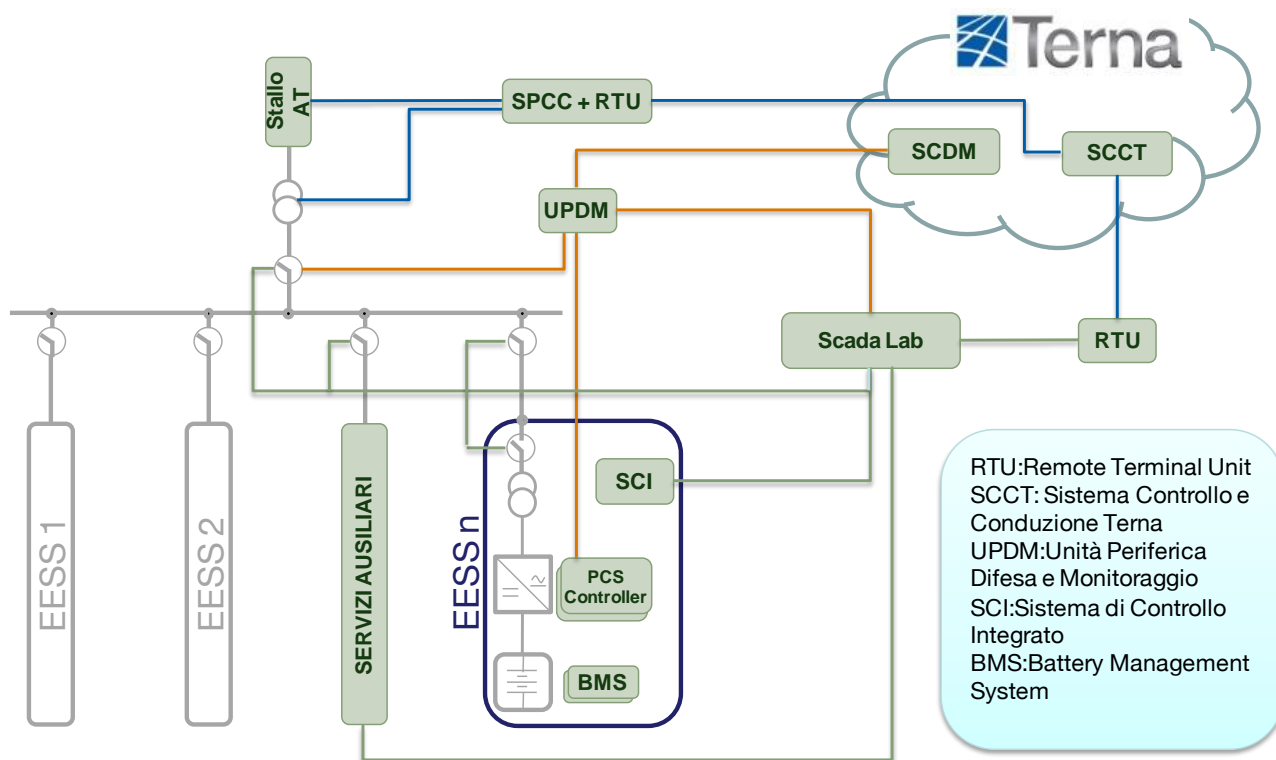 Terna
Stallo
AT
SPCC + RTU
SCDM
SCCT
UPDM
Scada Lab
RTU
EESS 1
EESS 2
SERVIZI AUSILIARI
EESS n
SCI
PCS
Controller
BMS
RTU:Remote Terminal Unit
SCCT: Sistema Controllo e
Conduzione Terna
UPDM:Unità Periferica
Difesa e Monitoraggio
SCI:Sistema di Controllo
Integrato
BMS:Battery Management
System